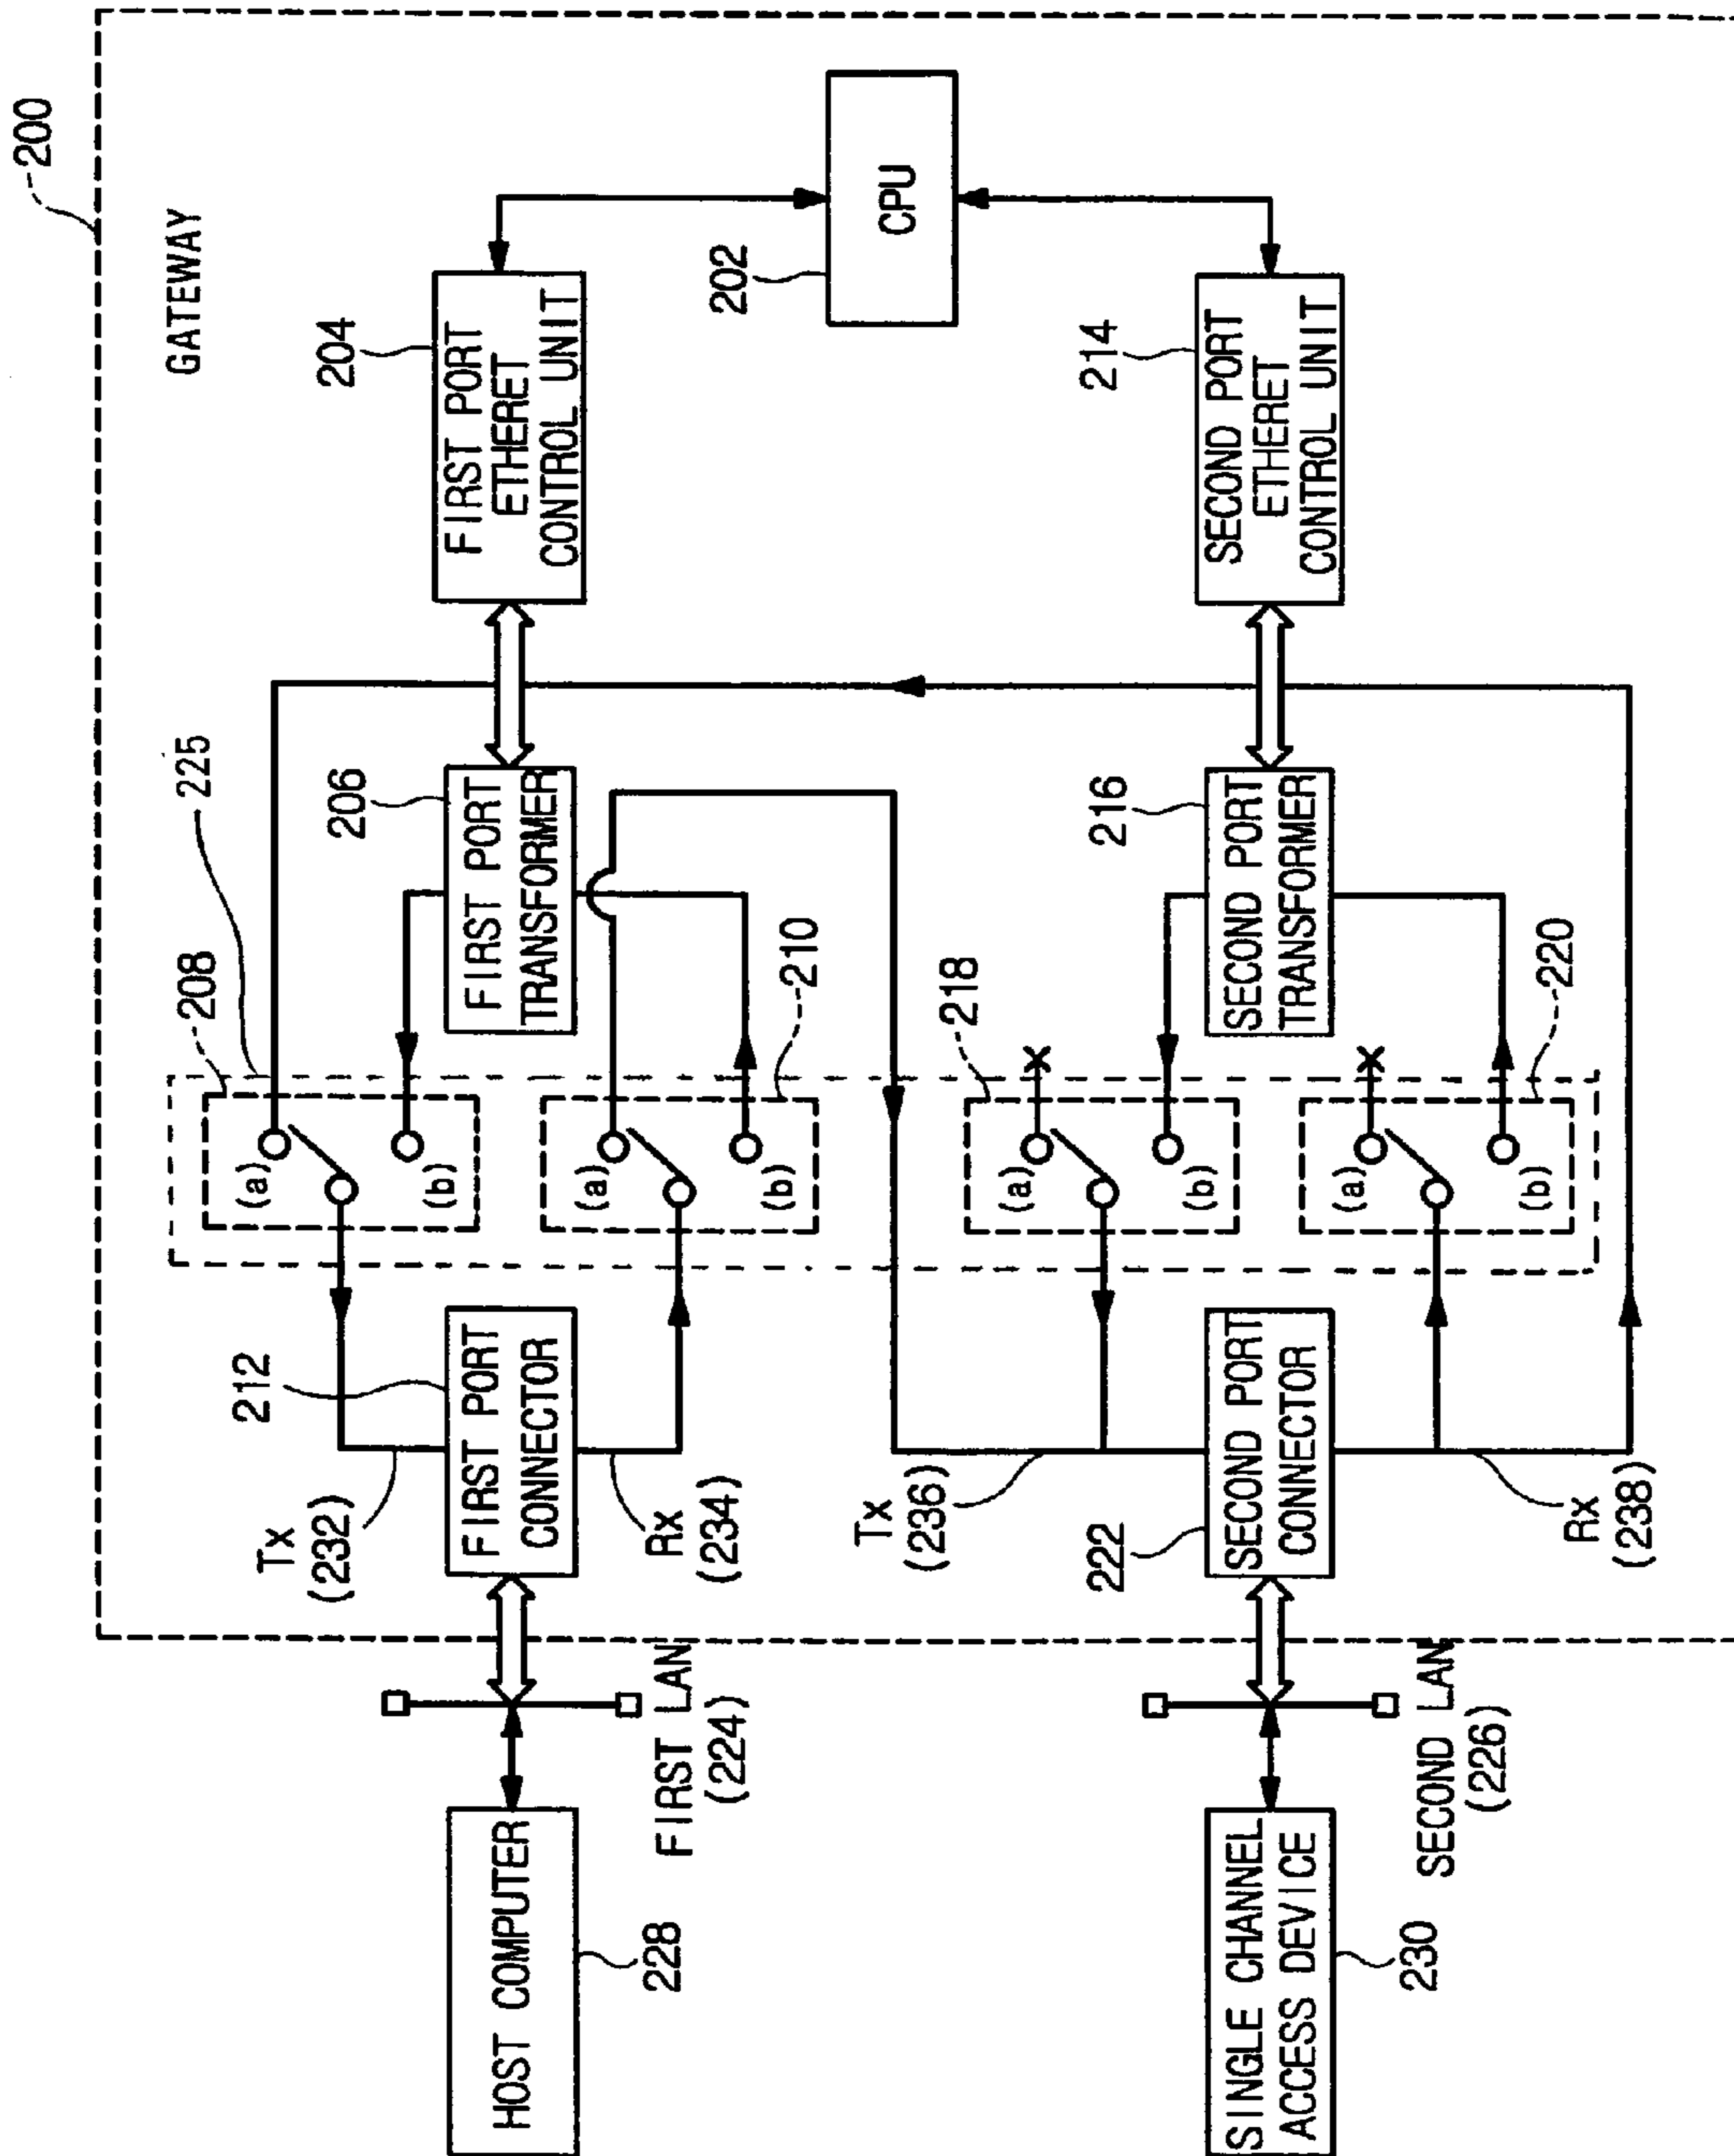 200
GATEWAY
HOST COMPUTER
228
FIRST LAN
(224)
212
Tx
(232)
FIRST PORT
CONNECTOR
Rx
(234)
208
225
(a)
(b)
(a)
(b)
210
206
FIRST PORT
TRANSFORMER
204
FIRST PORT
ETHERET
CONTROL UNIT
202
CPU
SINGLE CHANNEL
ACCESS DEVICE
230
SECOND LAN
(226)
Tx
(236)
222
SECOND PORT
CONNECTOR
Rx
(238)
218
(a)
(b)
(a)
(b)
220
216
SECOND PORT
TRANSFORMER
214
SECOND PORT
ETHERET
CONTROL UNIT